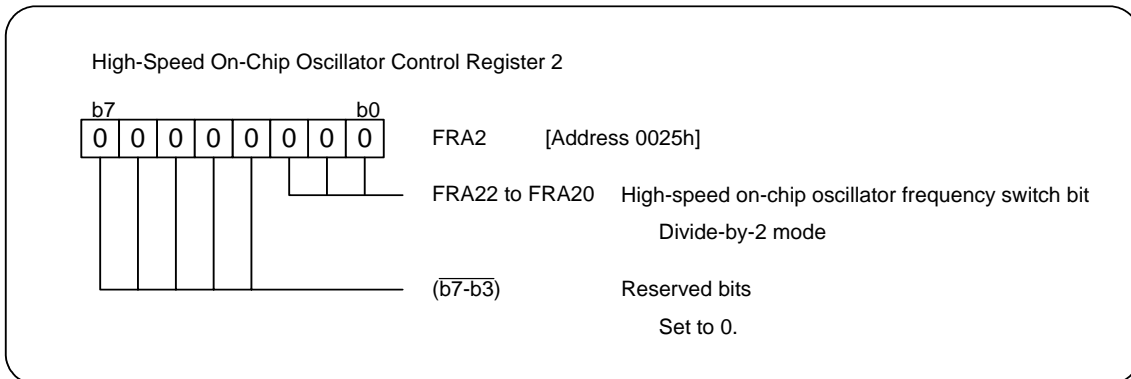 High-Speed On-Chip Oscillator Control Register 2
b7 b0
0 0 0 0 0 0 0 0 FRA2 [Address 0025h]
FRA22 to FRA20 High-speed on-chip oscillator frequency switch bit
Divide-by-2 mode
(b7-b3) Reserved bits
Set to 0.